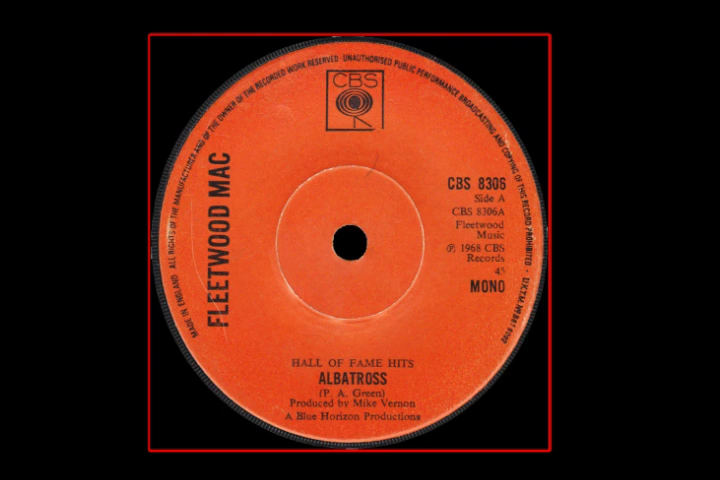 ALL RIGHTS OF THE MANUFACTURER AND OF THE OWNER OF THE RECORDED WORK RESERVED · UNAUTHORISED PUBLIC PERFORMANCE BROADCASTING AND COPYING OF THIS RECORD PROHIBITED ·
MADE IN ENGLAND
CBS
FLEETWOOD MAC
CBS 8306
Side A
CBS 8306A
Fleetwood
Music
℗ 1968 CBS
Records
45
MONO
HALL OF FAME HITS
ALBATROSS
(P. A. Green)
Produced by Mike Vernon
A Blue Horizon Productions